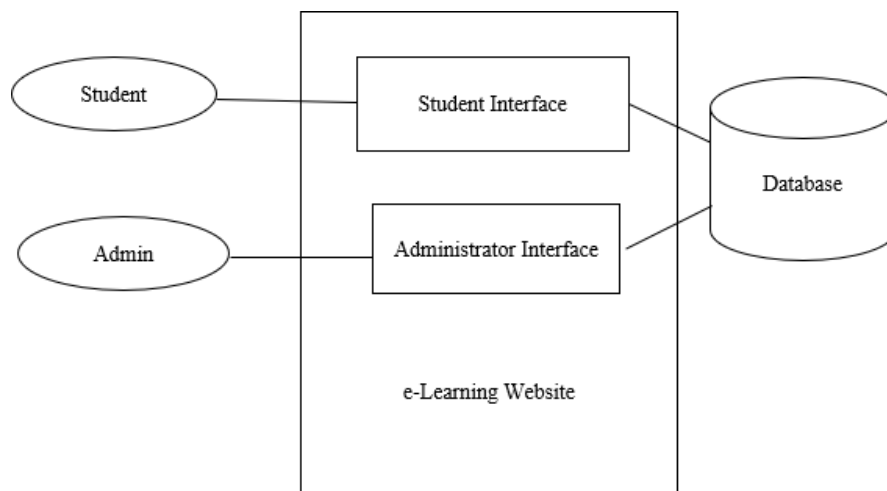 Student
Student Interface
Database
Admin
Administrator Interface
e-Learning Website